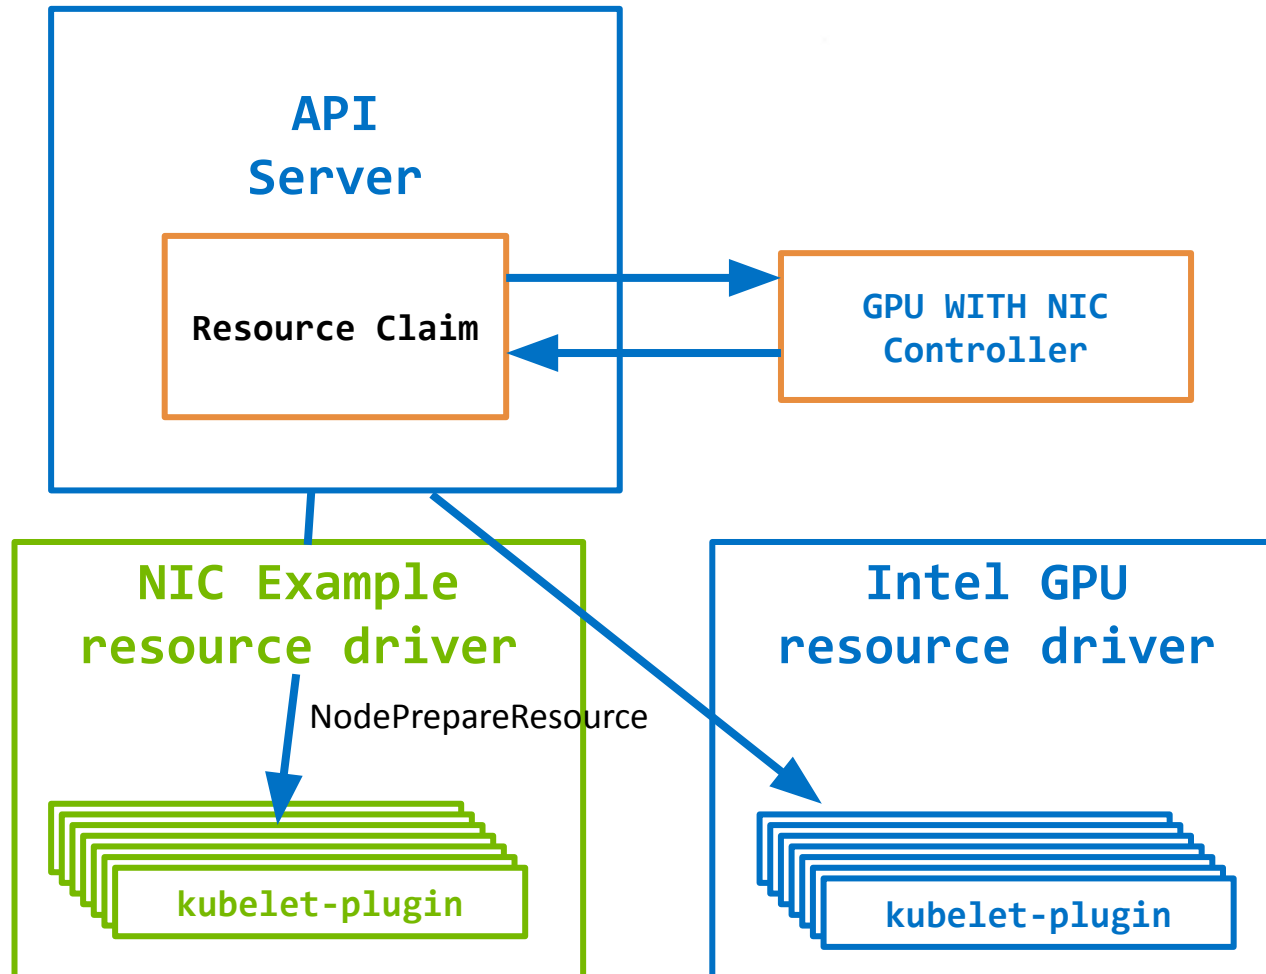 API
Server
Resource Claim
GPU WITH NIC
Controller
NIC Example
resource driver
NodePrepareResource
kubelet-plugin
Intel GPU
resource driver
kubelet-plugin